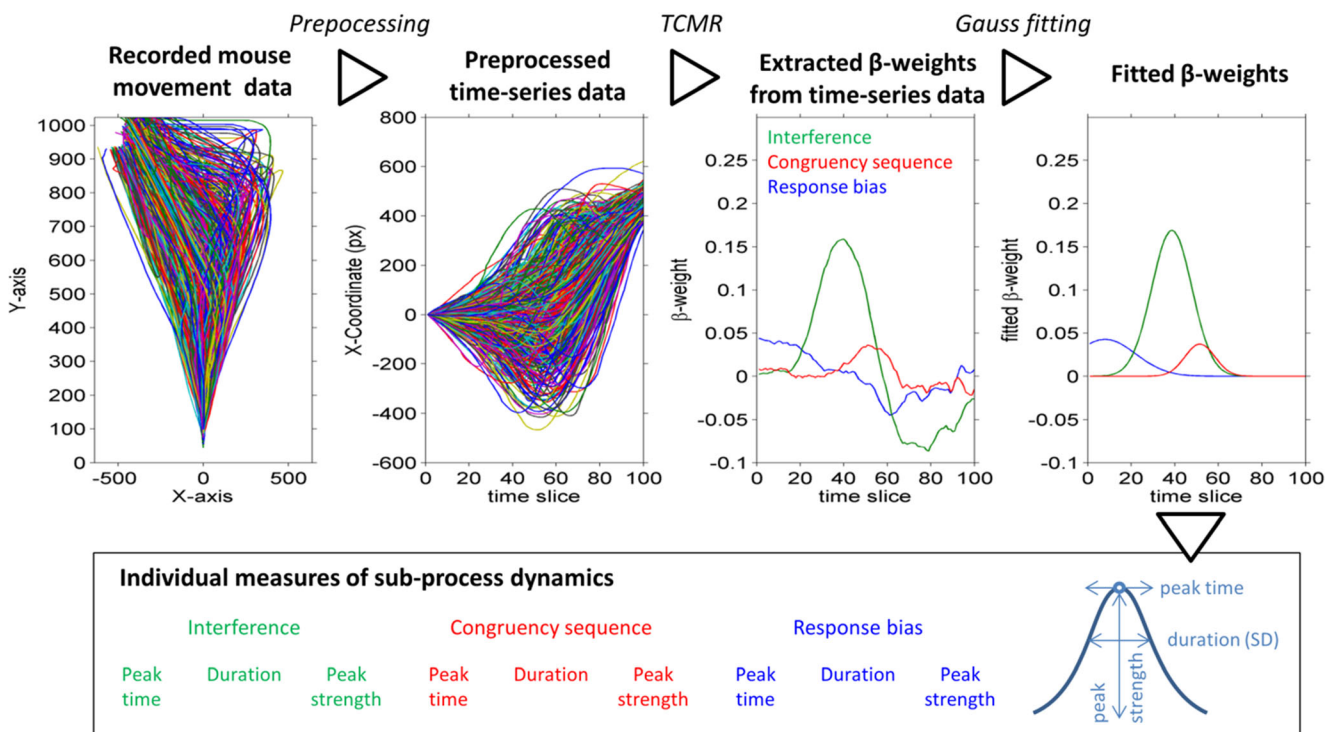 Prepocessing
TCMR
Gauss fitting
Recorded mouse
movement data
Preprocessed
time-series data
Extracted β-weights
from time-series data
Fitted β-weights
Y-axis
1000
900
800
700
600
500
400
300
200
100
0
-500
0
500
X-axis
X-Coordinate (px)
800
600
400
200
0
-200
-400
-600
0
20
40
60
80
100
time slice
β-weight
Interference
Congruency sequence
Response bias
0.25
0.2
0.15
0.1
0.05
0
-0.05
-0.1
0
20
40
60
80
100
time slice
fitted β-weight
0.25
0.2
0.15
0.1
0.05
0
-0.05
-0.1
0
20
40
60
80
100
time slice
Individual measures of sub-process dynamics
Interference
Peak
time
Duration
Peak
strength
Congruency sequence
Peak
time
Duration
Peak
strength
Response bias
Peak
time
Duration
Peak
strength
peak time
duration (SD)
peak
strength